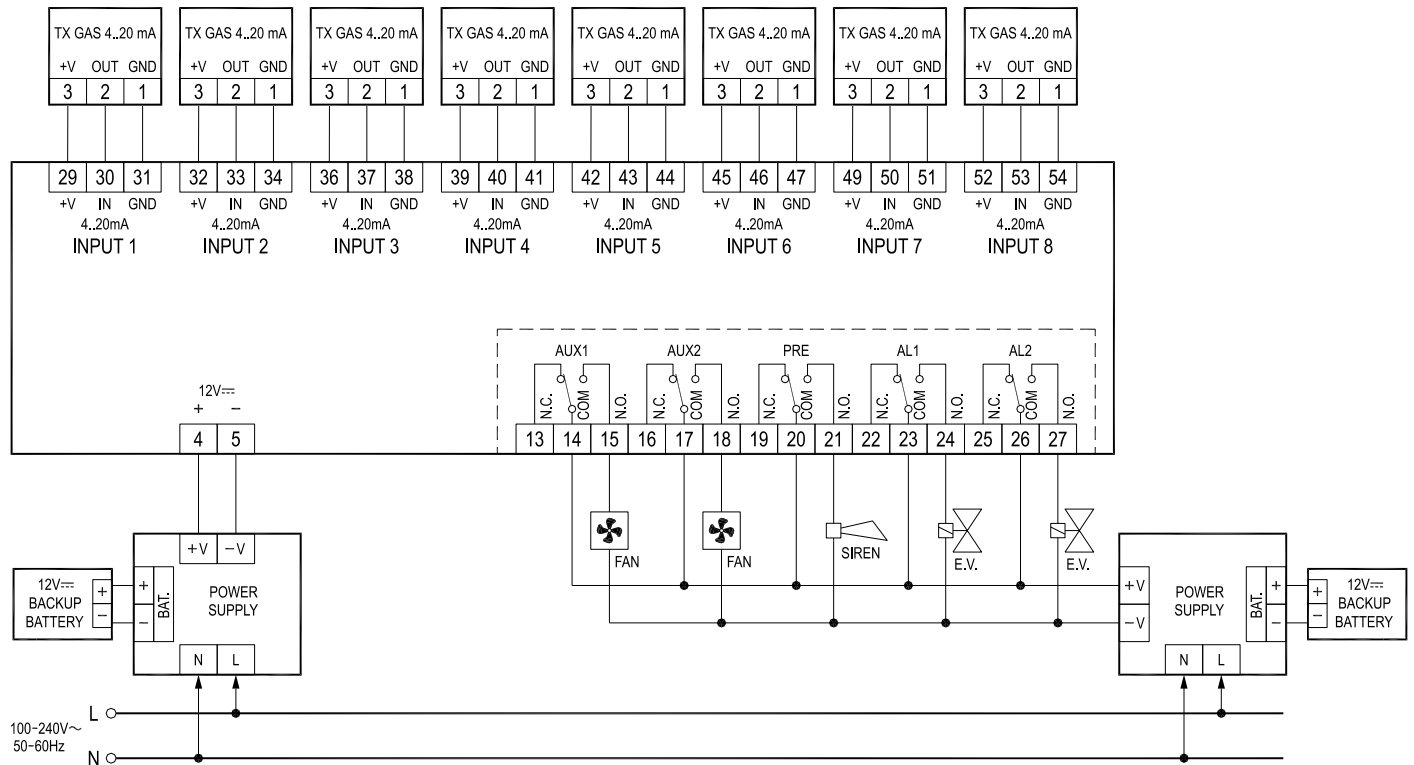 TX GAS 4..20 mA TX GAS 4..20 mA TX GAS 4..20 mA TX GAS 4..20 mA TX GAS 4..20 mA TX GAS 4..20 mA TX GAS 4..20 mA TX GAS 4..20 mA
+V OUT GND +V OUT GND +V OUT GND +V OUT GND +V OUT GND +V OUT GND +V OUT GND +V OUT GND
3 2 1 3 2 1 3 2 1 3 2 1 3 2 1 3 2 1 3 2 1 3 2 1
29 30 31 32 33 34 36 37 38 39 40 41 42 43 44 45 46 47 49 50 51 52 53 54
+V IN GND +V IN GND +V IN GND +V IN GND +V IN GND +V IN GND +V IN GND +V IN GND
4..20mA 4..20mA 4..20mA 4..20mA 4..20mA 4..20mA 4..20mA 4..20mA
INPUT 1 INPUT 2 INPUT 3 INPUT 4 INPUT 5 INPUT 6 INPUT 7 INPUT 8
AUX1 AUX2 PRE AL1 AL2
N.C. COM N.O. N.C. COM N.O. N.C. COM N.O. N.C. COM N.O. N.C. COM N.O.
12V⎓
+ −
4 5 13 14 15 16 17 18 19 20 21 22 23 24 25 26 27
FAN FAN SIREN E.V. E.V.
+V −V
12V⎓
BACKUP
BATTERY
+
−
+
−
BAT.
POWER
SUPPLY
N L
+V
−V
POWER
SUPPLY
BAT.
+
−
+
−
12V⎓
BACKUP
BATTERY
N L
L
100-240V~
50-60Hz
N